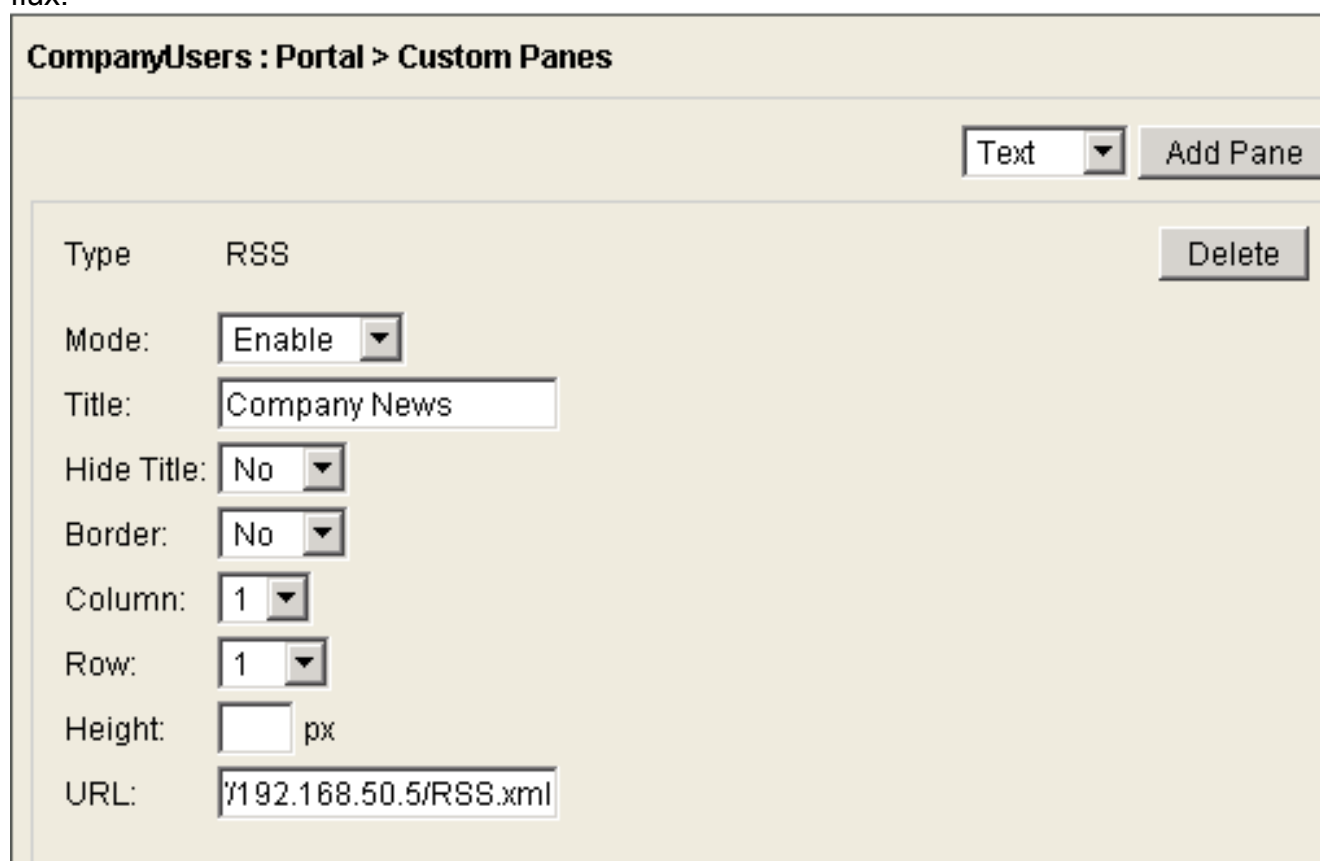 flux.
CompanyUsers : Portal > Custom Panes
Text Add Pane
Type RSS Delete
Mode: Enable
Title: Company News
Hide Title: No
Border: No
Column: 1
Row: 1
Height: px
URL: //192.168.50.5/RSS.xml